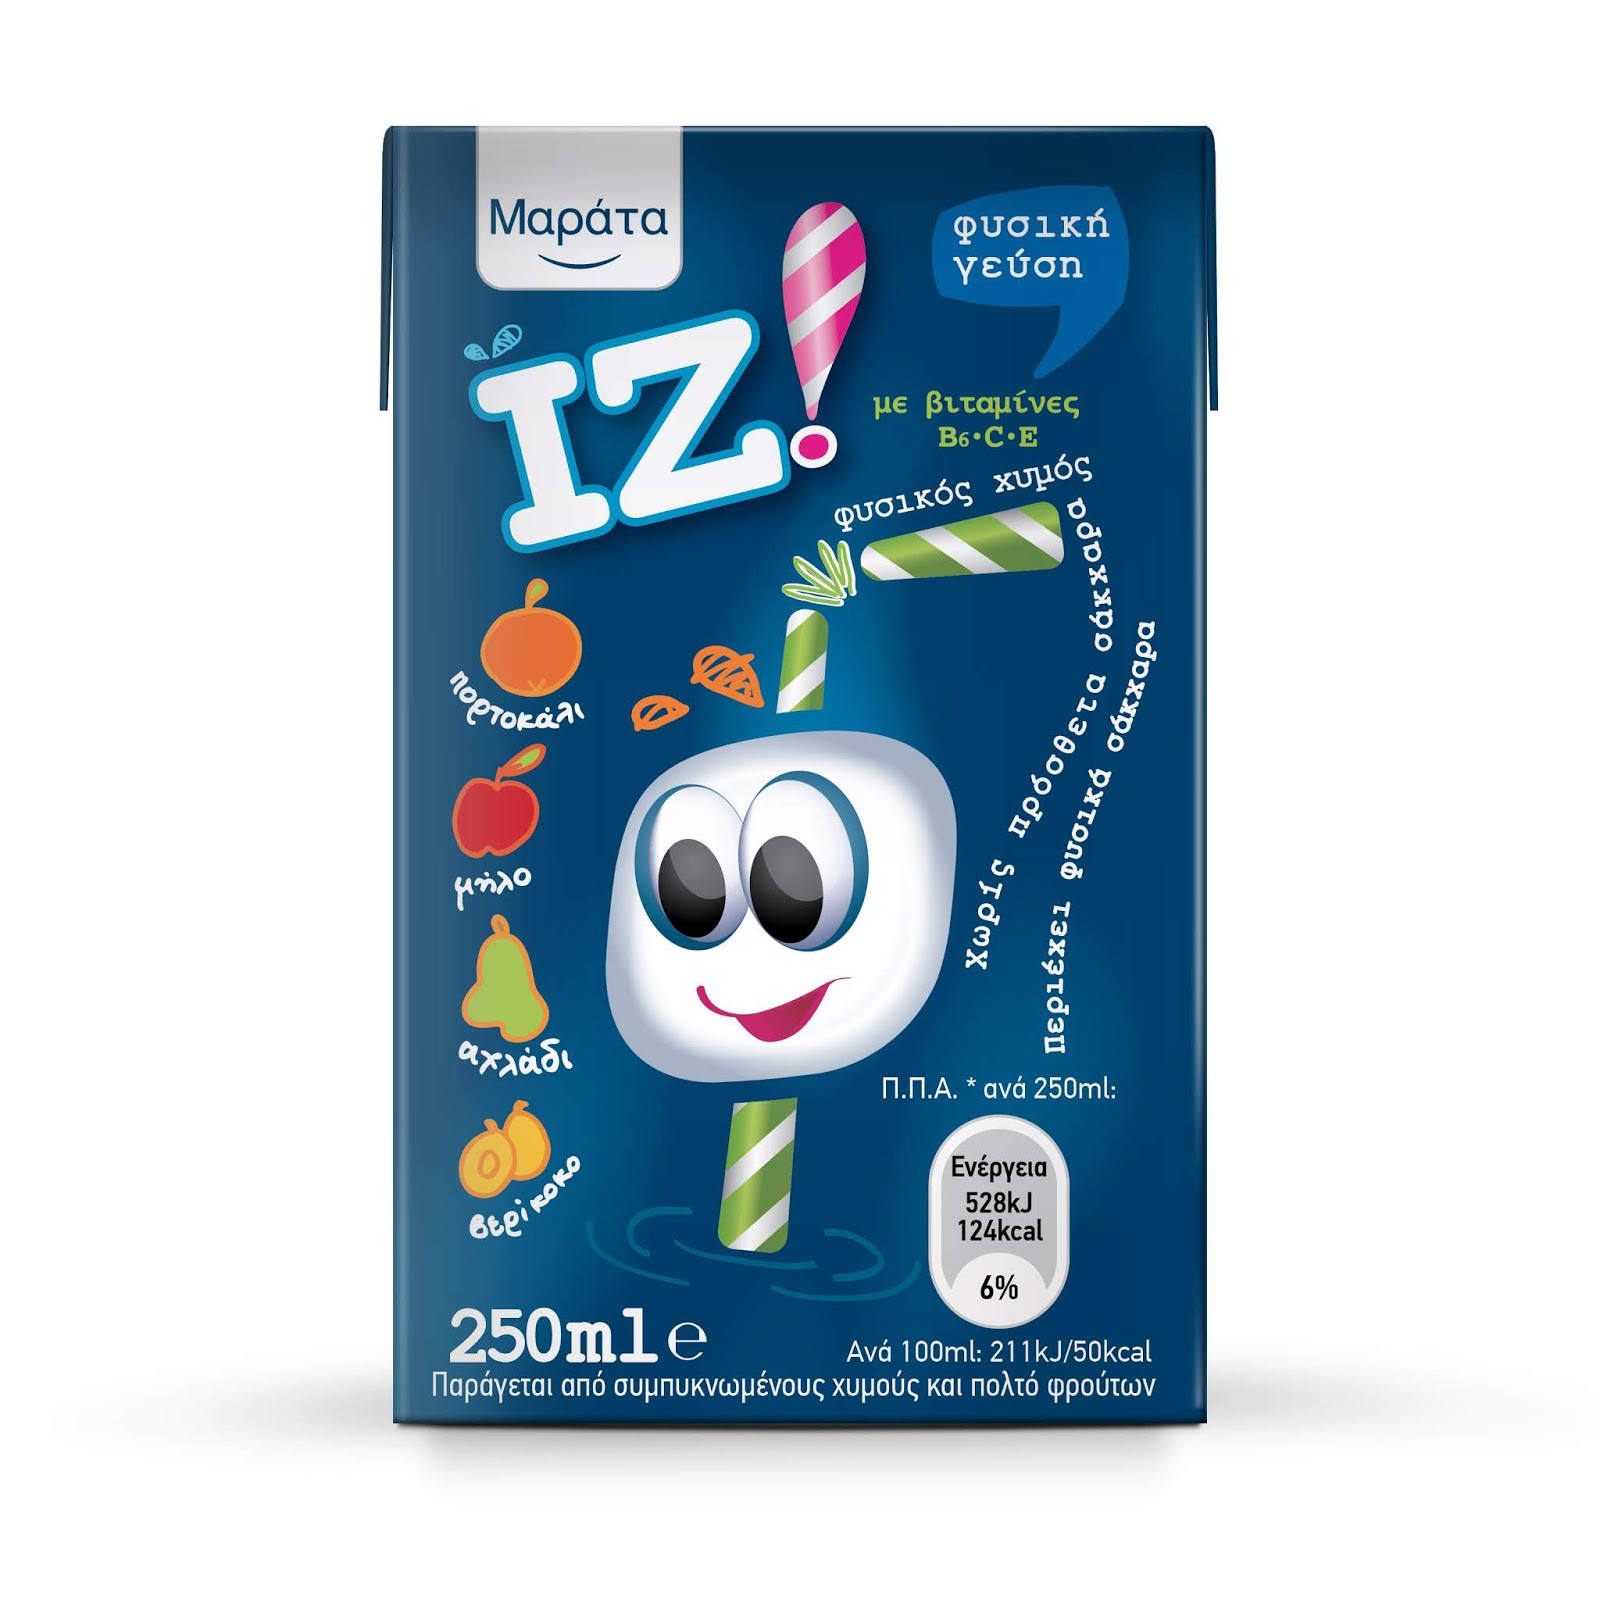 Μαράτα
IZ!
φυσική
γεύση
με βιταμίνες
B6•C•E
φυσικός χυμός
Χωρίς πρόσθετα σάκχαρα
Περιέχει φυσικά σάκχαρα
πορτοκάλι
μήλο
αχλάδι
βερίκοκο
Π.Π.Α. * ανά 250ml:
Ενέργεια
528kJ
124kcal
6%
250ml e
Ανά 100ml: 211kJ/50kcal
Παράγεται από συμπυκνωμένους χυμούς και πολτό φρούτων